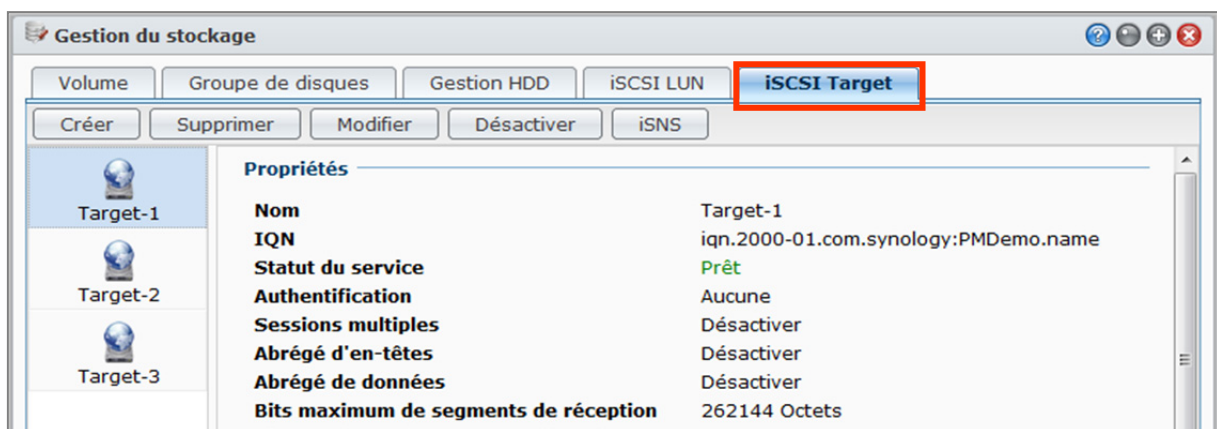 Gestion du stockage
Volume Groupe de disques Gestion HDD iSCSI LUN iSCSI Target
Créer Supprimer Modifier Désactiver iSNS
Target-1
Target-2
Target-3
Propriétés
Nom Target-1
IQN iqn.2000-01.com.synology:PMDemo.name
Statut du service Prêt
Authentification Aucune
Sessions multiples Désactiver
Abrégé d'en-têtes Désactiver
Abrégé de données Désactiver
Bits maximum de segments de réception 262144 Octets